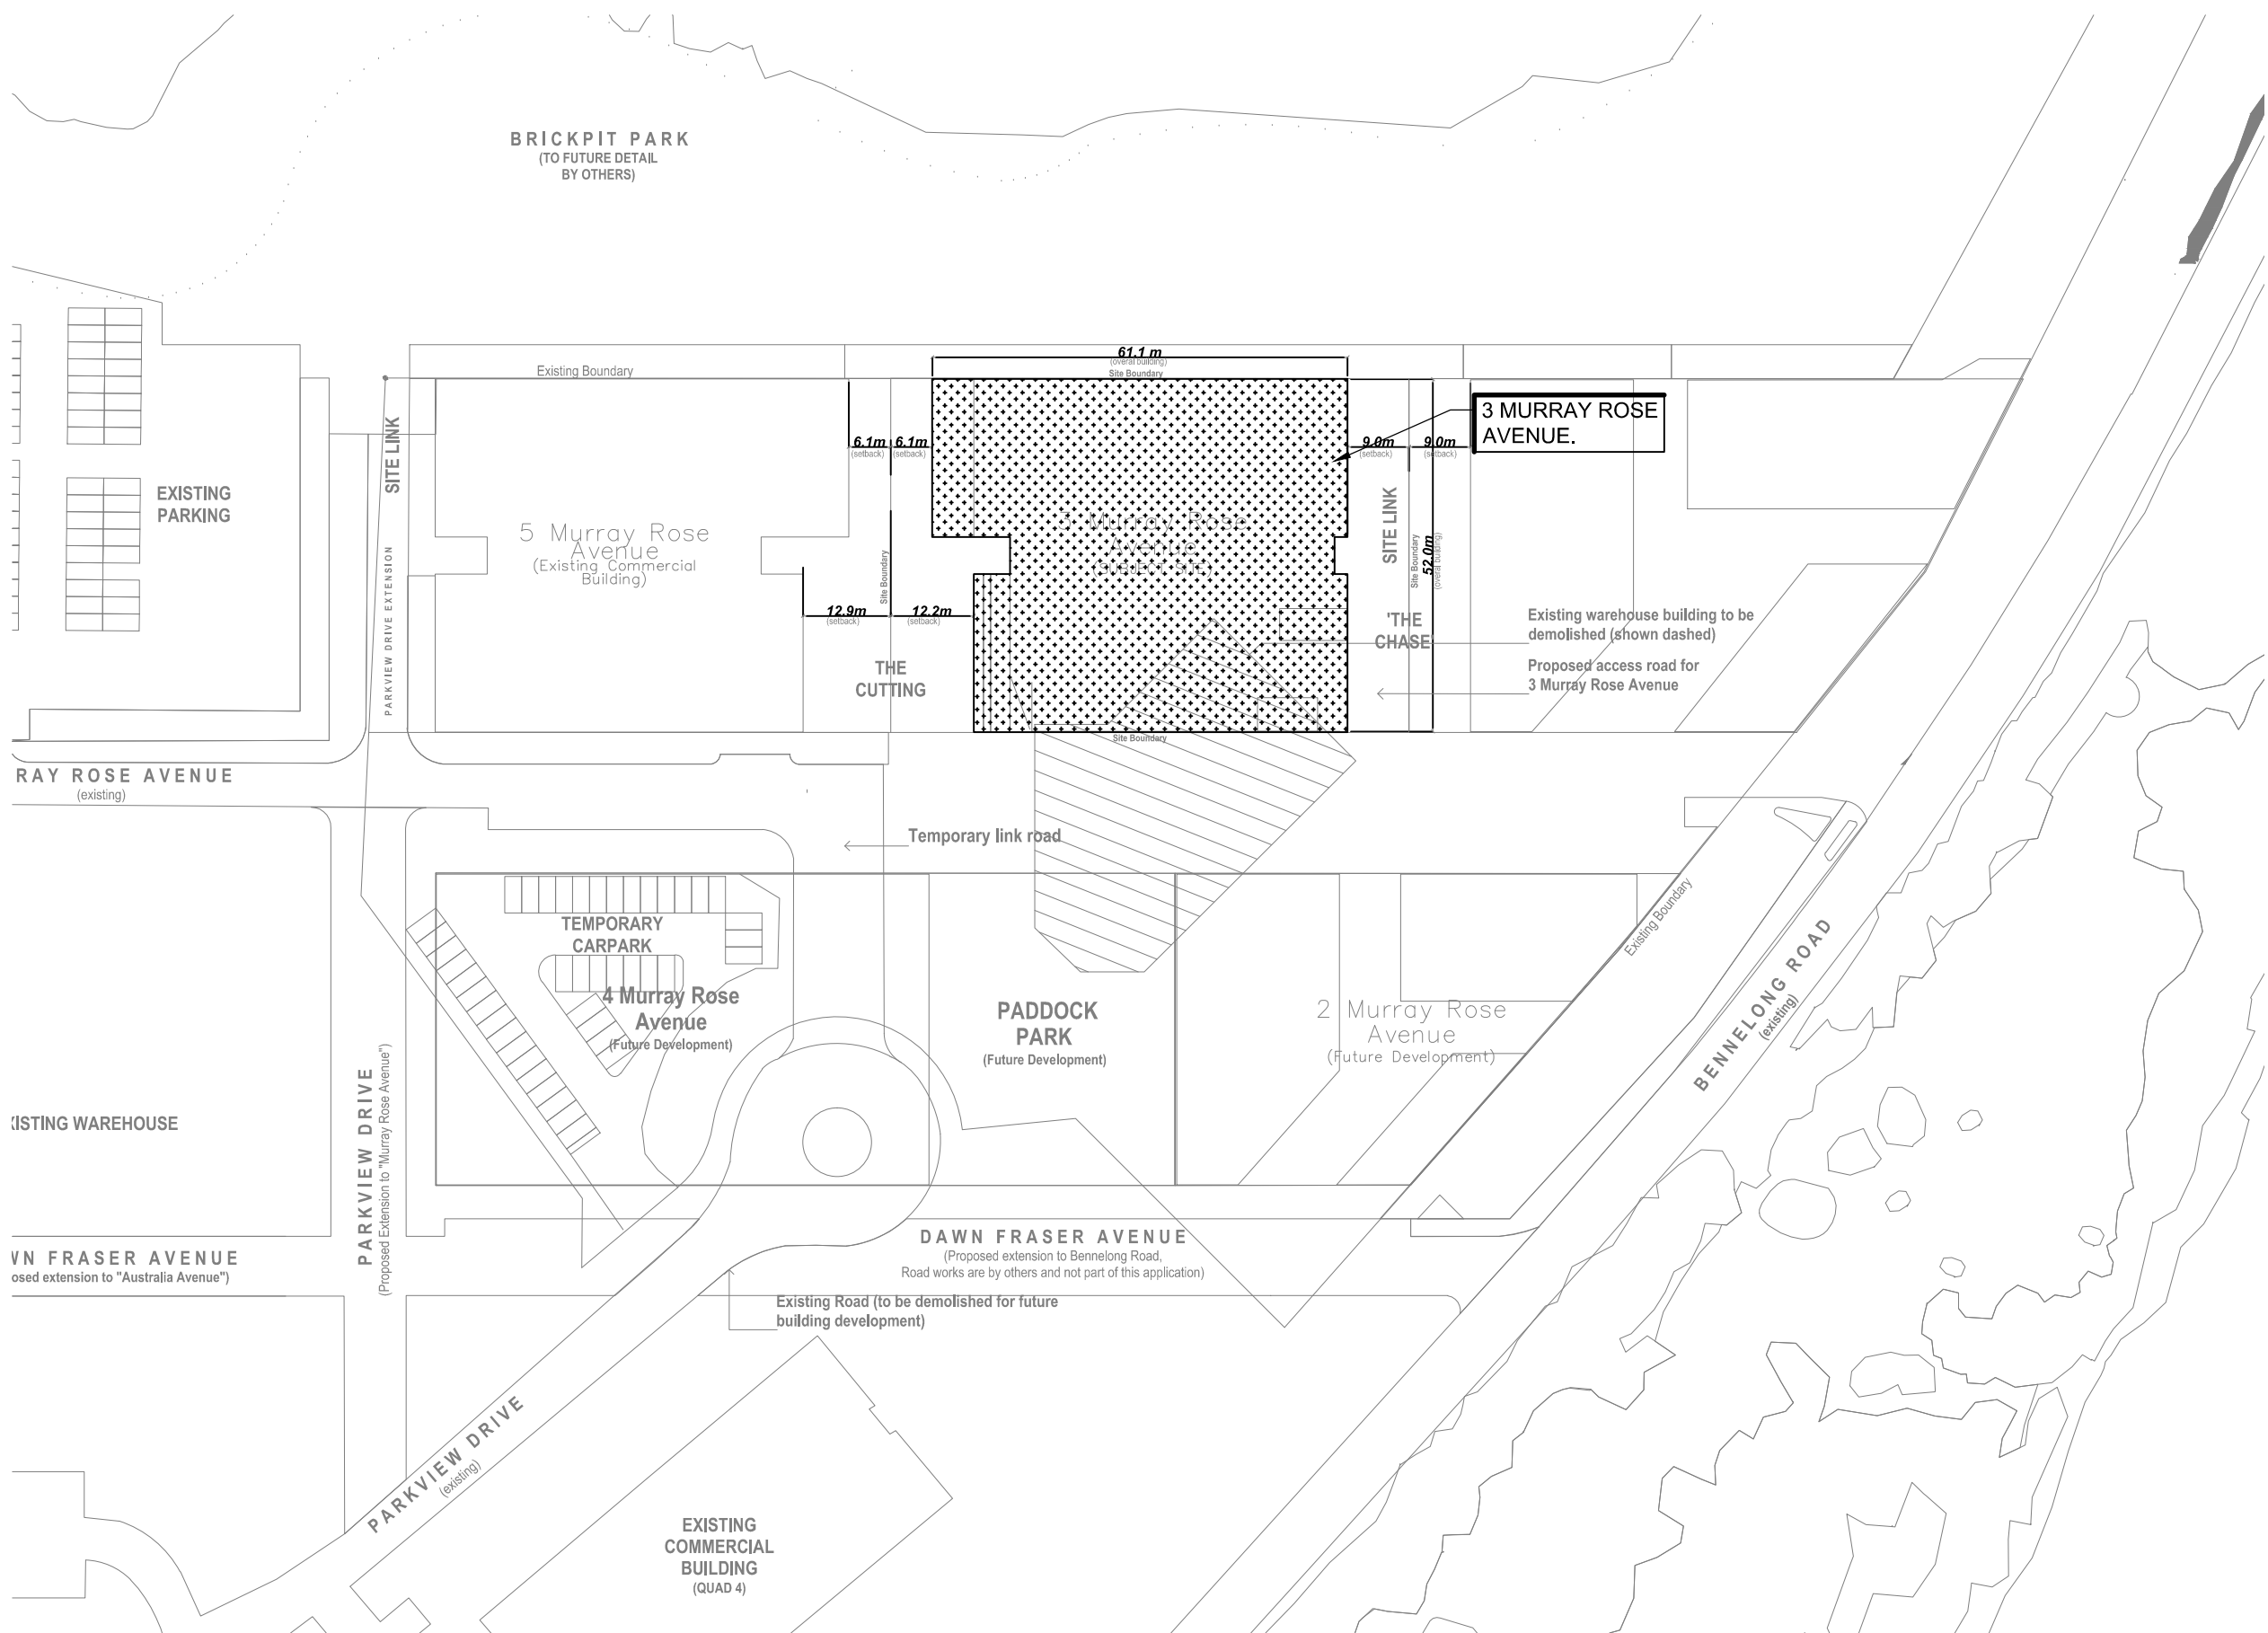 BRICKPIT PARK
(TO FUTURE DETAIL
BY OTHERS)
61.1 m
(overall building)
Site Boundary
Existing Boundary
3 MURRAY ROSE
AVENUE.
SITE LINK
6.1m
(setback)
6.1m
(setback)
9.0m
(setback)
9.0m
(setback)
EXISTING
PARKING
5 Murray Rose
Avenue
(Existing Commercial
Building)
3 Murray Rose
Avenue
(SUBJECT SITE)
SITE LINK
Site Boundary
52.0m
(overall building)
PARKVIEW DRIVE EXTENSION
Site Boundary
12.9m
(setback)
12.2m
(setback)
'THE
CHASE'
Existing warehouse building to be
demolished (shown dashed)
Proposed access road for
3 Murray Rose Avenue
THE
CUTTING
Site Boundary
RAY ROSE AVENUE
(existing)
Temporary link road
TEMPORARY
CARPARK
4 Murray Rose
Avenue
(Future Development)
PADDOCK
PARK
(Future Development)
2 Murray Rose
Avenue
(Future Development)
Existing Boundary
BENNELONG ROAD
(existing)
PARKVIEW DRIVE
(Proposed Extension to "Murray Rose Avenue")
ISTING WAREHOUSE
WN FRASER AVENUE
osed extension to "Australia Avenue")
DAWN FRASER AVENUE
(Proposed extension to Bennelong Road,
Road works are by others and not part of this application)
Existing Road (to be demolished for future
building development)
PARKVIEW DRIVE
(existing)
EXISTING
COMMERCIAL
BUILDING
(QUAD 4)